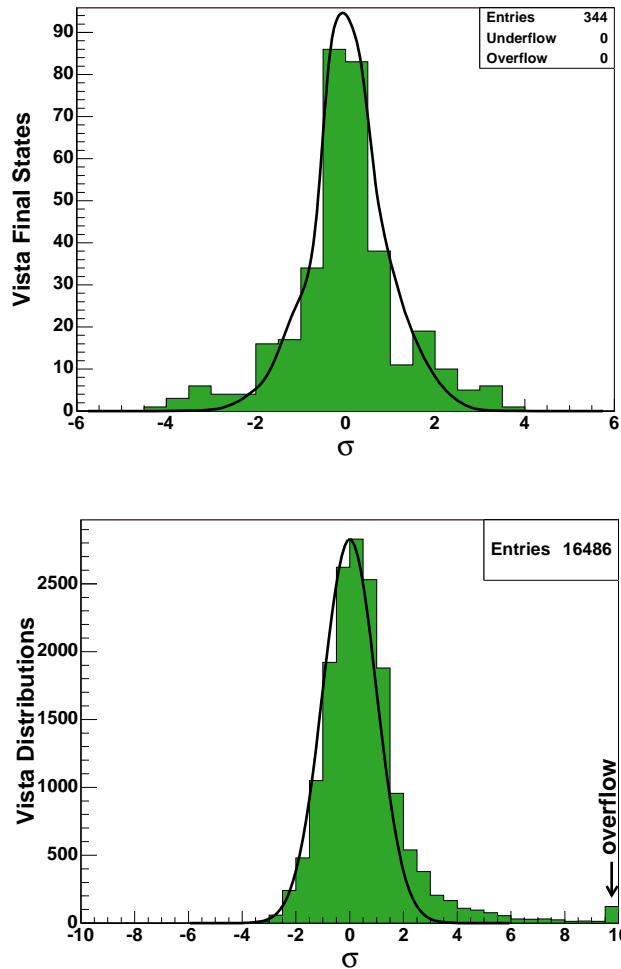 Entries 344
Underflow 0
Overflow 0
Vista Final States
90
80
70
60
50
40
30
20
10
0
-6 -4 -2 0 2 4 6
σ
Entries 16486
Vista Distributions
2500
2000
1500
1000
500
0
overflow
-10 -8 -6 -4 -2 0 2 4 6 8 10
σ